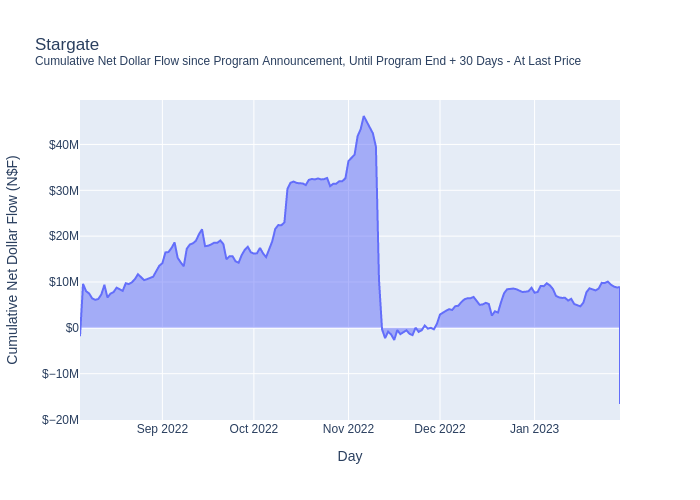 Stargate
Cumulative Net Dollar Flow since Program Announcement, Until Program End + 30 Days - At Last Price
Cumulative Net Dollar Flow (N$F)
$40M
$30M
$20M
$10M
$0
$−10M
$−20M
Sep 2022 Oct 2022 Nov 2022 Dec 2022 Jan 2023
Day